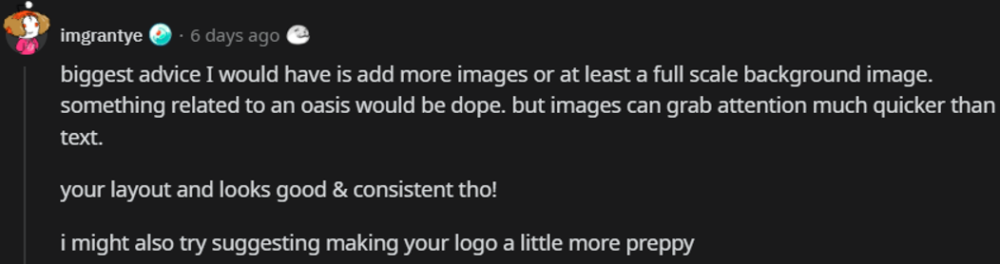 imgrantye · 6 days ago
biggest advice I would have is add more images or at least a full scale background image.
something related to an oasis would be dope. but images can grab attention much quicker than
text.
your layout and looks good & consistent tho!
i might also try suggesting making your logo a little more preppy